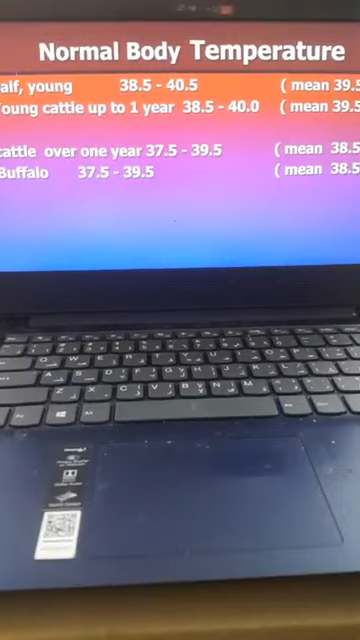 Normal Body Temperature
alf, young 38.5 - 40.5 ( mean 39.5
Young cattle up to 1 year 38.5 - 40.0 ( mean 39.5
cattle over one year 37.5 - 39.5 ( mean 38.5
Buffalo 37.5 - 39.5 ( mean 38.5